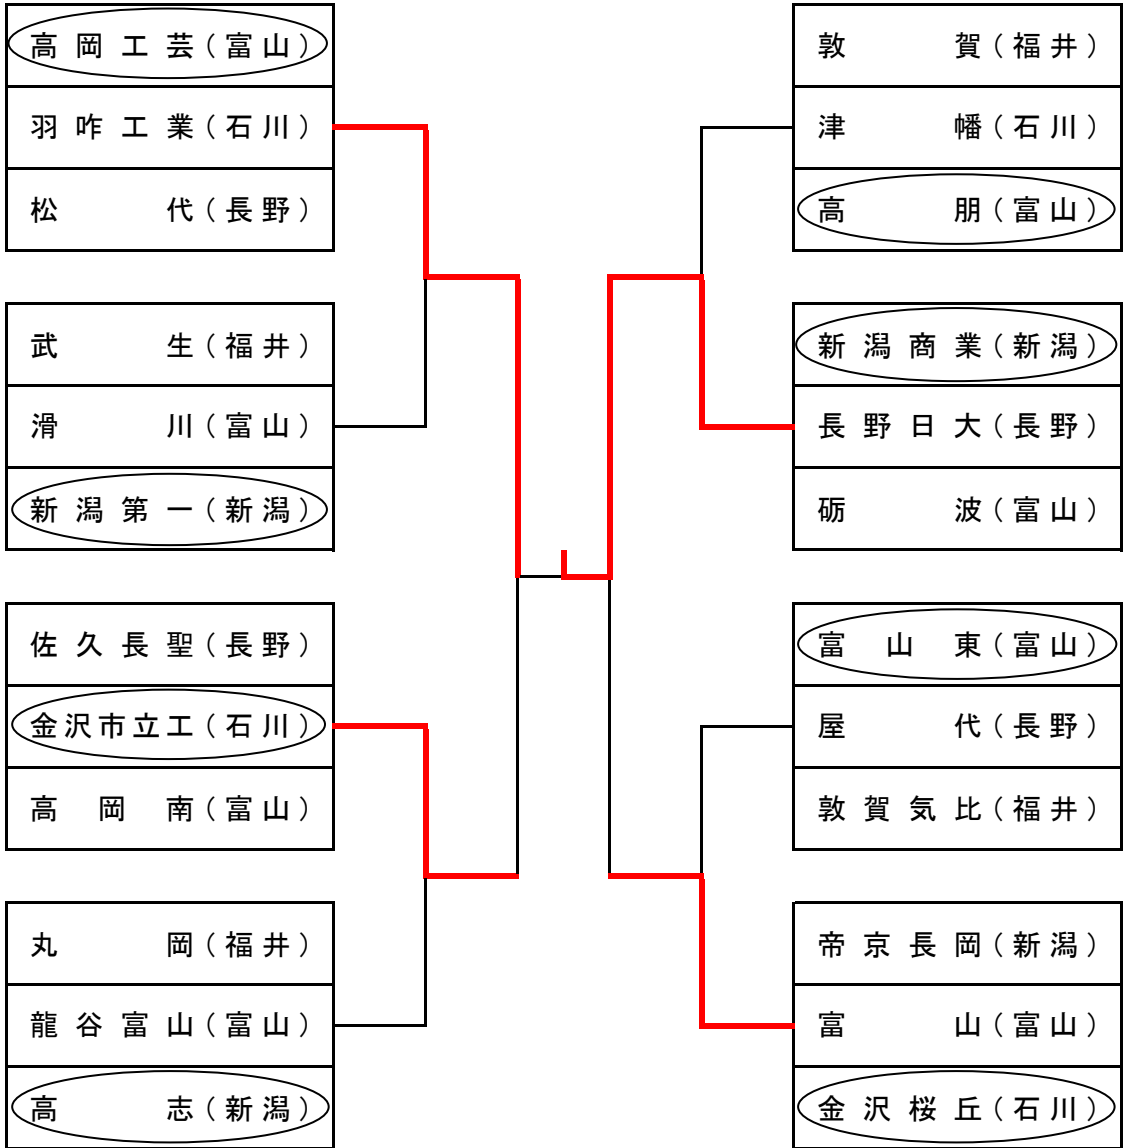 高岡工芸(富山)
羽咋工業(石川)
松代(長野)
武生(福井)
滑川(富山)
新潟第一(新潟)
佐久長聖(長野)
金沢市立工(石川)
高岡南(富山)
丸岡(福井)
龍谷富山(富山)
高志(新潟)
敦賀(福井)
津幡(石川)
高朋(富山)
新潟商業(新潟)
長野日大(長野)
砺波(富山)
富山東(富山)
屋代(長野)
敦賀気比(福井)
帝京長岡(新潟)
富山(富山)
金沢桜丘(石川)